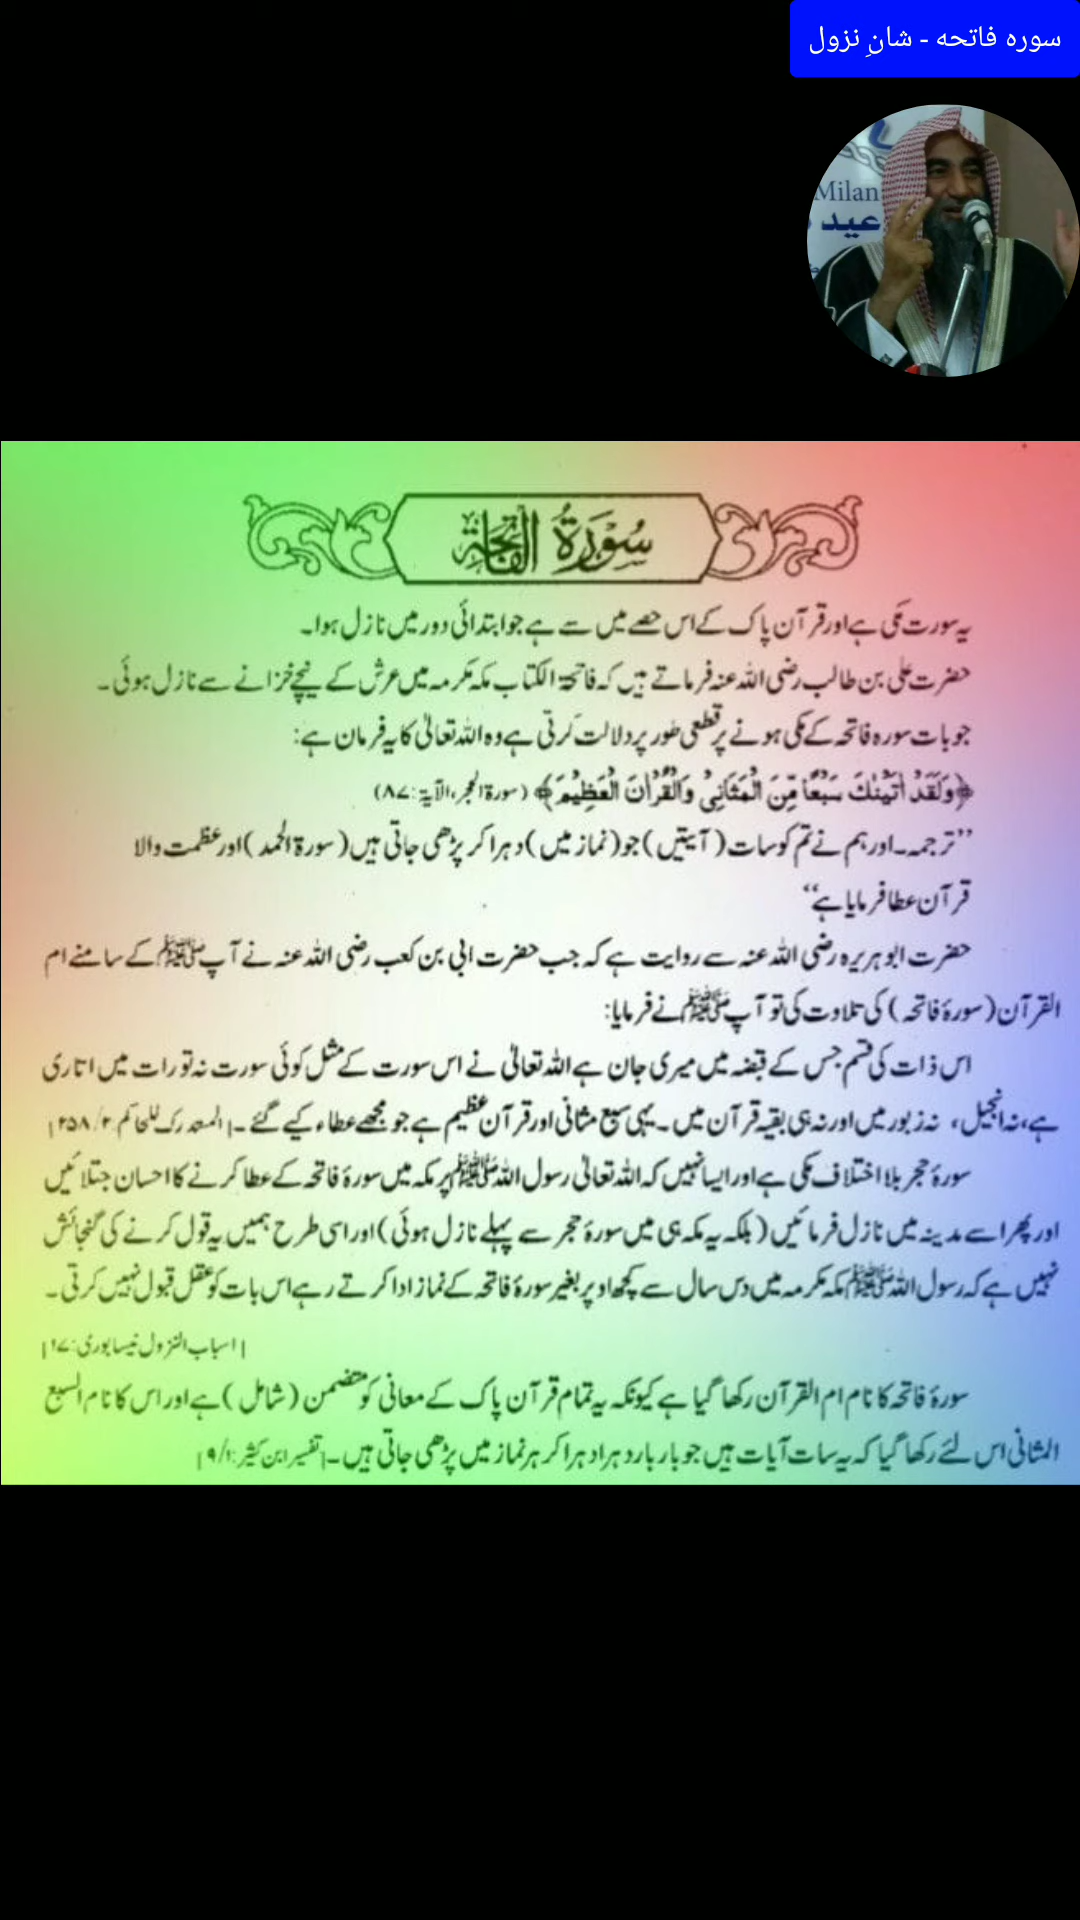 سورہ فاتحہ - شانِ نزول
Milan
عید
سُوْرَةُ الْفَاتِحَة
یہ سورت مکی ہے اور قرآن پاک کے اس حصے میں سے ہے جو ابتدائی دور میں نازل ہوا۔
حضرت علی بن طالب رضی اللہ عنہ فرماتے ہیں کہ فاتحۃ الکتاب مکہ مکرمہ میں عرش کے نیچے خزانے سے نازل ہوئی۔
جو بات سورہ فاتحہ کے مکی ہونے پر قطعی طور پر دلالت کرتی ہے وہ اللہ تعالیٰ کا یہ فرمان ہے:
﴿وَلَقَدْ اٰتَيْنٰكَ سَبْعًا مِّنَ الْمَثَانِيْ وَالْقُرْاٰنَ الْعَظِيْمَ﴾ (سورة الحجر، الآیة: ۸۷)
”ترجمہ۔ اور ہم نے تم کو سات (آیتیں) جو (نماز میں) دہرا کر پڑھی جاتی ہیں (سورۃ الحمد) اور عظمت والا
قرآن عطا فرمایا ہے“
حضرت ابو ہریرہ رضی اللہ عنہ سے روایت ہے کہ جب حضرت ابی بن کعب رضی اللہ عنہ نے آپ ﷺ کے سامنے ام
القرآن (سورۂ فاتحہ) کی تلاوت کی تو آپ ﷺ نے فرمایا:
اس ذات کی قسم جس کے قبضہ میں میری جان ہے اللہ تعالیٰ نے اس سورت کے مثل کوئی سورت نہ تورات میں اتاری
ہے، نہ انجیل، نہ زبور میں اور نہ ہی بقیہ قرآن میں۔ یہی سبع مثانی اور قرآن عظیم ہے جو مجھے عطاء کیے گئے۔ [المستدرک للحاکم ۲/ ۲۵۸]
سورۂ حجر بلا اختلاف مکی ہے اور ایسا نہیں کہ اللہ تعالیٰ رسول اللہ ﷺ پر مکہ میں سورۂ فاتحہ کے عطا کرنے کا احسان جتلائیں
اور پھر اسے مدینہ میں نازل فرمائیں (بلکہ یہ مکہ ہی میں سورۂ حجر سے پہلے نازل ہوئی) اور اسی طرح ہمیں یہ قول کرنے کی گنجائش
نہیں ہے کہ رسول اللہ ﷺ مکہ مکرمہ میں دس سال سے کچھ اوپر بغیر سورۂ فاتحہ کے نماز ادا کرتے رہے اس بات کو عقل قبول نہیں کرتی۔
[اسباب النزول نیسابوری: ۱۷]
سورۂ فاتحہ کا نام ام القرآن رکھا گیا ہے کیونکہ یہ تمام قرآن پاک کے معانی کو متضمن (شامل) ہے اور اس کا نام السبع
المثانی اس لئے رکھا گیا کہ یہ سات آیات ہیں جو بار بار دہرا دہرا کر ہر نماز میں پڑھی جاتی ہیں۔ [تفسیر ابن کثیر: ۱/ ۹]